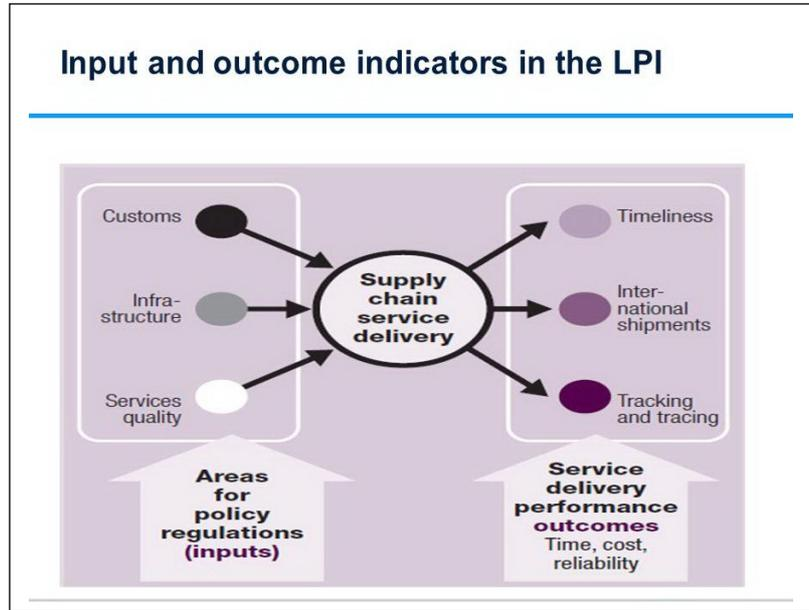 Input and outcome indicators in the LPI
Customs
Infra-
structure
Services
quality
Supply
chain
service
delivery
Timeliness
Inter-
national
shipments
Tracking
and tracing
Areas
for
policy
regulations
(inputs)
Service
delivery
performance
outcomes
Time, cost,
reliability